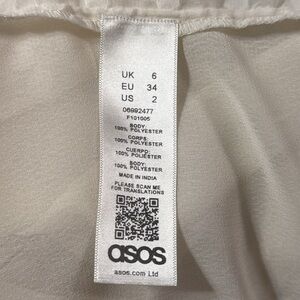 UK 6
EU 34
US 2
06992477
F101005
BODY:
100% POLYESTER
CORPS:
100% POLYESTER
CUERPO:
100% POLIESTER
BODY:
100% POLYESTER
MADE IN INDIA
PLEASE SCAN ME
FOR TRANSLATIONS
asos
asos.com Ltd